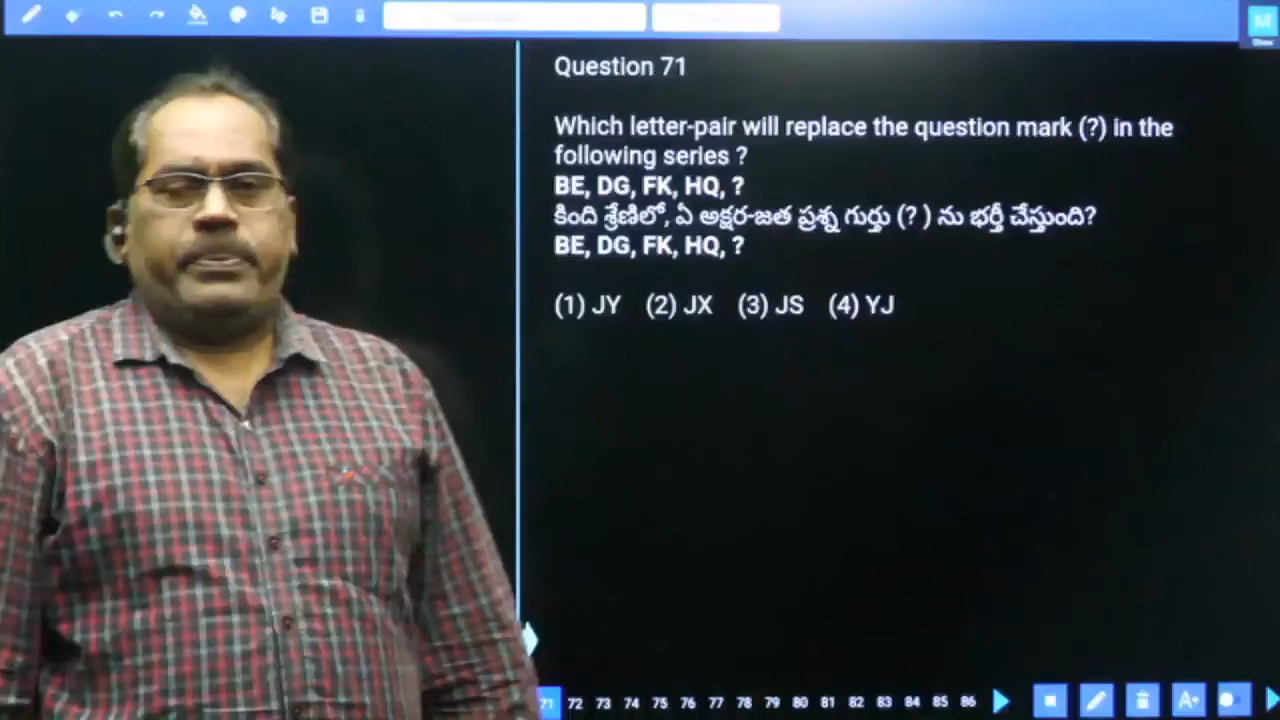 Question 71
Which letter-pair will replace the question mark (?) in the
following series ?
BE, DG, FK, HQ, ?
కింది శ్రేణిలో, ఏ అక్షర-జత ప్రశ్న గుర్తు (? ) ను భర్తీ చేస్తుంది?
BE, DG, FK, HQ, ?
(1) JY (2) JX (3) JS (4) YJ
71 72 73 74 75 76 77 78 79 80 81 82 83 84 85 86
A+
M